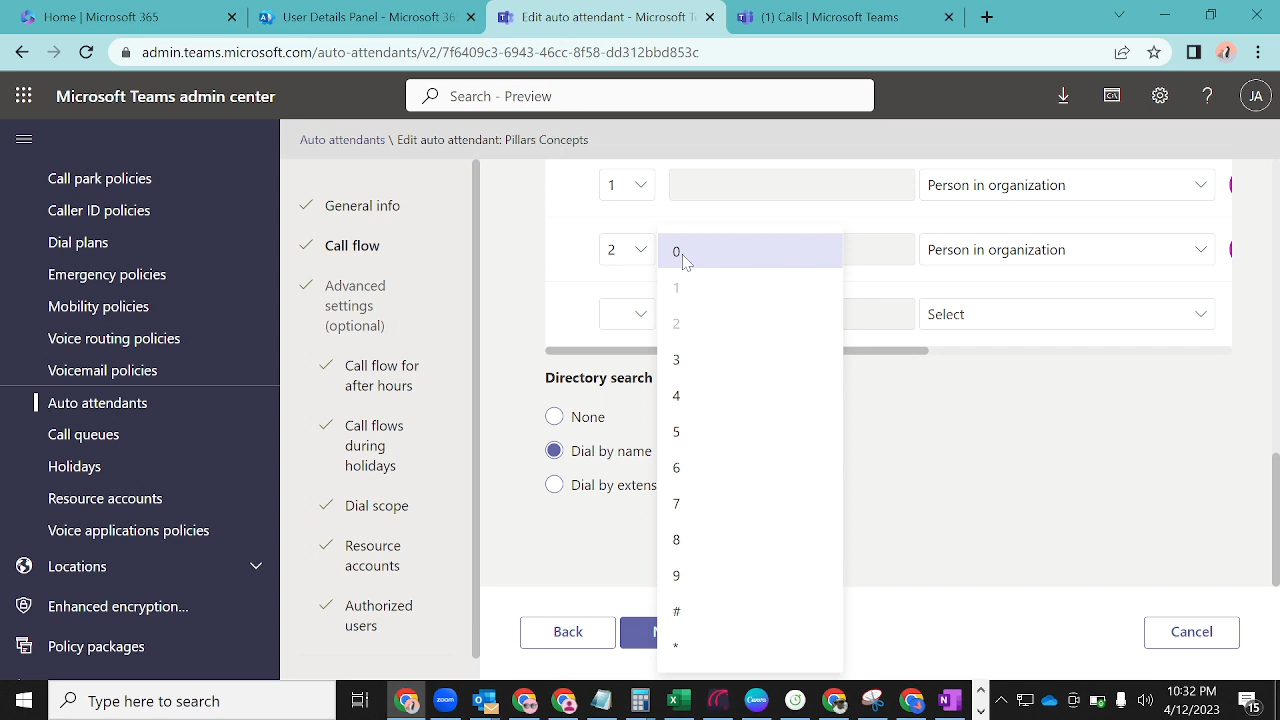 Home | Microsoft 365
User Details Panel - Microsoft 36
Edit auto attendant - Microsoft T
(1) Calls | Microsoft Teams
admin.teams.microsoft.com/auto-attendants/v2/7f6409c3-6943-46cc-8f58-dd312bbd853c
Microsoft Teams admin center
Search - Preview
JA
Auto attendants \ Edit auto attendant: Pillars Concepts
Call park policies
Caller ID policies
Dial plans
Emergency policies
Mobility policies
Voice routing policies
Voicemail policies
Auto attendants
Call queues
Holidays
Resource accounts
Voice applications policies
Locations
Enhanced encryption...
Policy packages
General info
Call flow
Advanced
settings
(optional)
Call flow for
after hours
Call flows
during
holidays
Dial scope
Resource
accounts
Authorized
users
1
Person in organization
2
Person in organization
Select
0
1
2
3
4
5
6
7
8
9
#
*
Directory search
None
Dial by name
Dial by extens
Back
N
Cancel
Type here to search
zoom
Canva
10:32 PM
4/12/2023
15